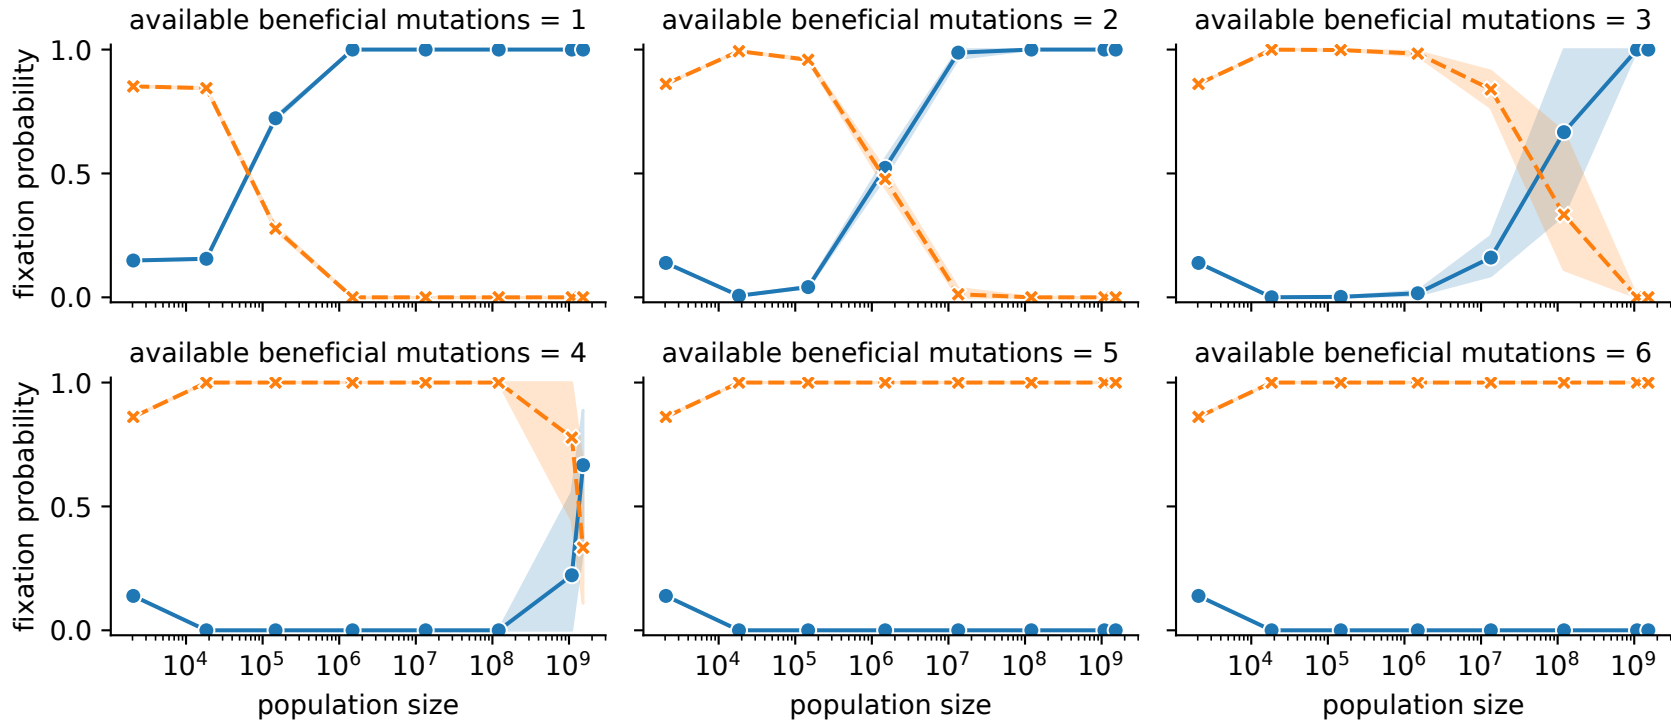 available beneficial mutations = 1
available beneficial mutations = 2
available beneficial mutations = 3
1.0
0.5
0.0
fixation probability
available beneficial mutations = 4
available beneficial mutations = 5
available beneficial mutations = 6
1.0
0.5
0.0
fixation probability
10⁴ 10⁵ 10⁶ 10⁷ 10⁸ 10⁹
10⁴ 10⁵ 10⁶ 10⁷ 10⁸ 10⁹
10⁴ 10⁵ 10⁶ 10⁷ 10⁸ 10⁹
population size
population size
population size